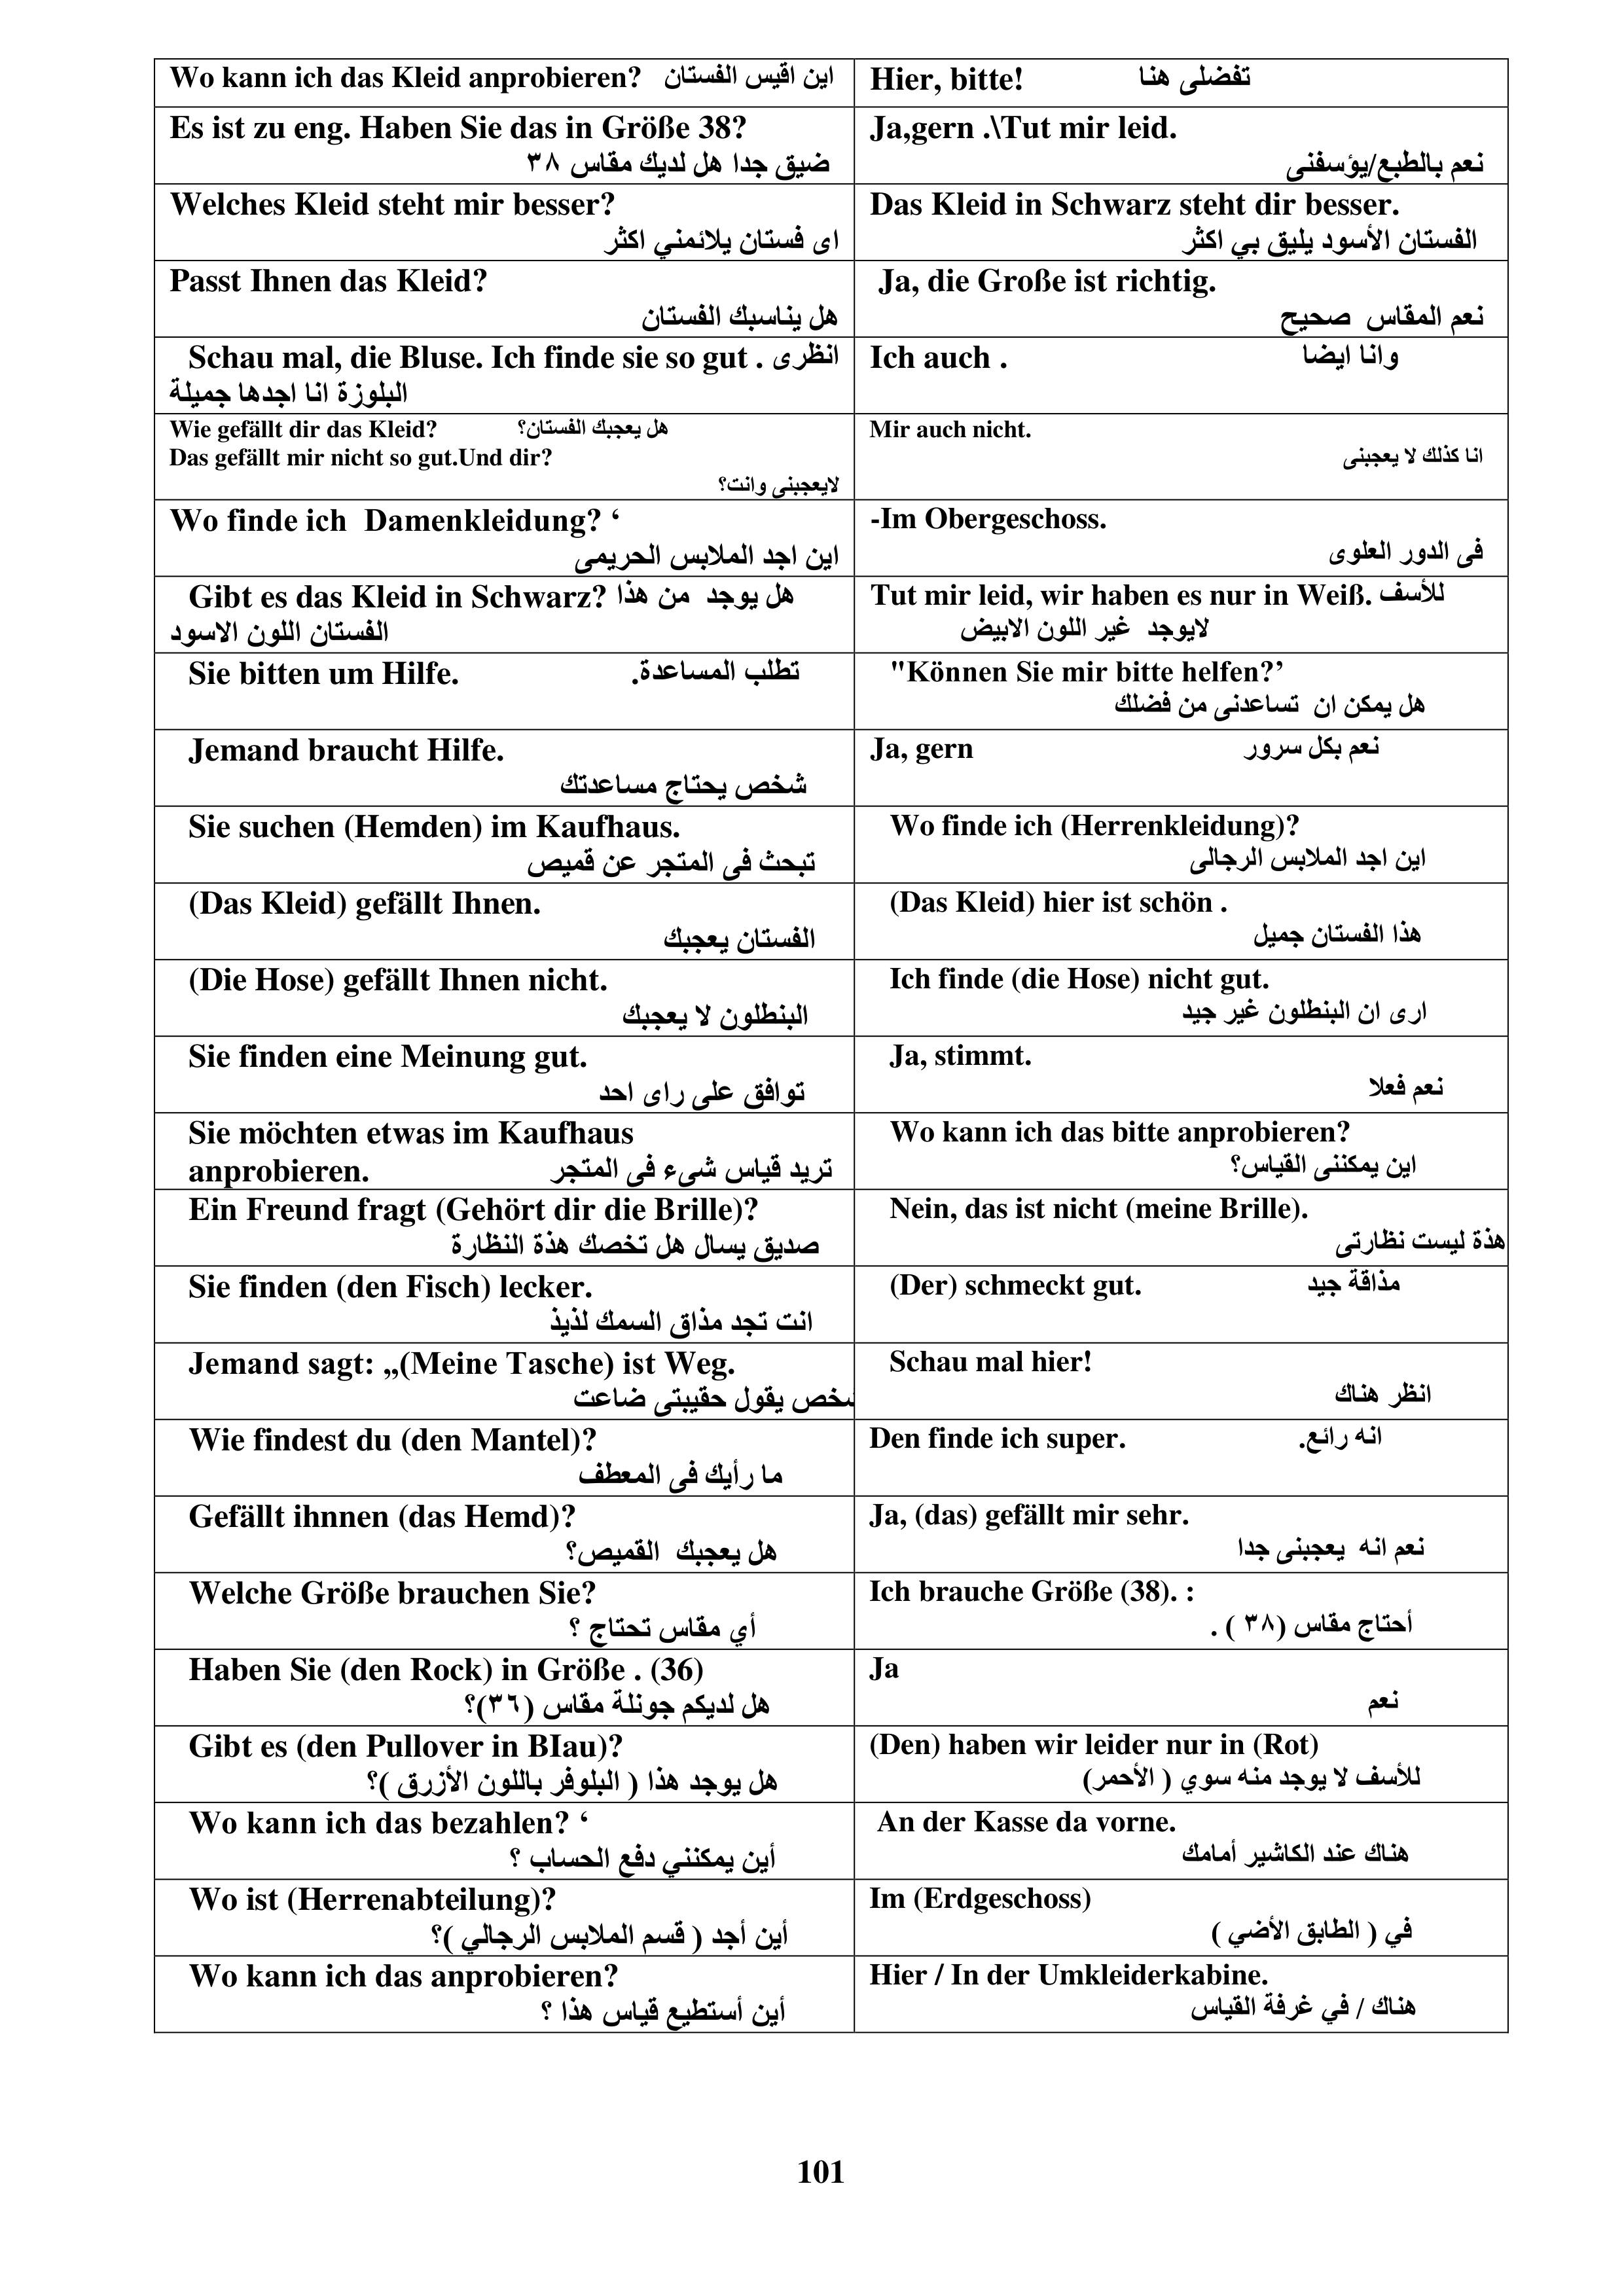 Wo kann ich das Kleid anprobieren? اين اقيس الفستان
Hier, bitte! تفضلى هنا
Es ist zu eng. Haben Sie das in Größe 38?
ضيق جدا هل لديك مقاس ٣٨
Ja,gern .\Tut mir leid.
نعم بالطبع/يؤسفنى
Welches Kleid steht mir besser?
اى فستان يلائمني اكثر
Das Kleid in Schwarz steht dir besser.
الفستان الأسود يليق بي اكثر
Passt Ihnen das Kleid?
هل يناسبك الفستان
Ja, die Große ist richtig.
نعم المقاس صحيح
Schau mal, die Bluse. Ich finde sie so gut . انظرى
البلوزة انا اجدها جميلة
Ich auch . وانا ايضا
Wie gefällt dir das Kleid? هل يعجبك الفستان؟
Das gefällt mir nicht so gut.Und dir?
لايعجبنى وانت؟
Mir auch nicht.
انا كذلك لا يعجبنى
Wo finde ich Damenkleidung? ‘
اين اجد الملابس الحريمى
-Im Obergeschoss.
فى الدور العلوى
Gibt es das Kleid in Schwarz? هل يوجد من هذا
الفستان اللون الاسود
Tut mir leid, wir haben es nur in Weiß. للأسف
لايوجد غير اللون الابيض
Sie bitten um Hilfe. تطلب المساعدة.
"Können Sie mir bitte helfen?’
هل يمكن ان تساعدنى من فضلك
Jemand braucht Hilfe.
شخص يحتاج مساعدتك
Ja, gern نعم بكل سرور
Sie suchen (Hemden) im Kaufhaus.
تبحث فى المتجر عن قميص
Wo finde ich (Herrenkleidung)?
اين اجد الملابس الرجالى
(Das Kleid) gefällt Ihnen.
الفستان يعجبك
(Das Kleid) hier ist schön .
هذا الفستان جميل
(Die Hose) gefällt Ihnen nicht.
البنطلون لا يعجبك
Ich finde (die Hose) nicht gut.
ارى ان البنطلون غير جيد
Sie finden eine Meinung gut.
توافق على راى احد
Ja, stimmt.
نعم فعلا
Sie möchten etwas im Kaufhaus
anprobieren. تريد قياس شىء فى المتجر
Wo kann ich das bitte anprobieren?
اين يمكننى القياس؟
Ein Freund fragt (Gehört dir die Brille)?
صديق يسال هل تخصك هذة النظارة
Nein, das ist nicht (meine Brille).
هذة ليست نظارتى
Sie finden (den Fisch) lecker.
انت تجد مذاق السمك لذيذ
(Der) schmeckt gut. مذاقة جيد
Jemand sagt: „(Meine Tasche) ist Weg.
شخص يقول حقيبتى ضاعت
Schau mal hier!
انظر هناك
Wie findest du (den Mantel)?
ما رأيك فى المعطف
Den finde ich super. انه رائع.
Gefällt ihnnen (das Hemd)?
هل يعجبك القميص؟
Ja, (das) gefällt mir sehr.
نعم انه يعجبنى جدا
Welche Größe brauchen Sie?
أي مقاس تحتاج ؟
Ich brauche Größe (38). :
أحتاج مقاس (٣٨ ) .
Haben Sie (den Rock) in Größe . (36)
هل لديكم جونلة مقاس (٣٦)؟
Ja
نعم
Gibt es (den Pullover in BIau)?
هل يوجد هذا ( البلوفر باللون الأزرق )؟
(Den) haben wir leider nur in (Rot)
للأسف لا يوجد منه سوي ( الأحمر)
Wo kann ich das bezahlen? ‘
أين يمكنني دفع الحساب ؟
An der Kasse da vorne.
هناك عند الكاشير أمامك
Wo ist (Herrenabteilung)?
أين أجد ( قسم الملابس الرجالي )؟
Im (Erdgeschoss)
في ( الطابق الأضي )
Wo kann ich das anprobieren?
أين أستطيع قياس هذا ؟
Hier / In der Umkleiderkabine.
هناك / في غرفة القياس
101